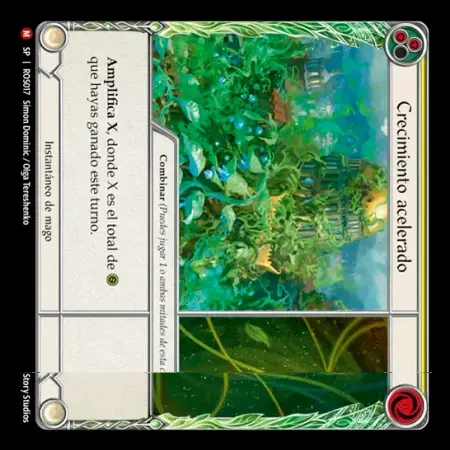 Crecimiento acelerado
Combinar (Puedes jugar 1 o ambas mitades de esta c
Amplifica X, donde X es el total de
que hayas ganado este turno.
Instantáneo de mago
M SP | ROS017 Simon Dominic / Olga Tereshenko
Story Studios